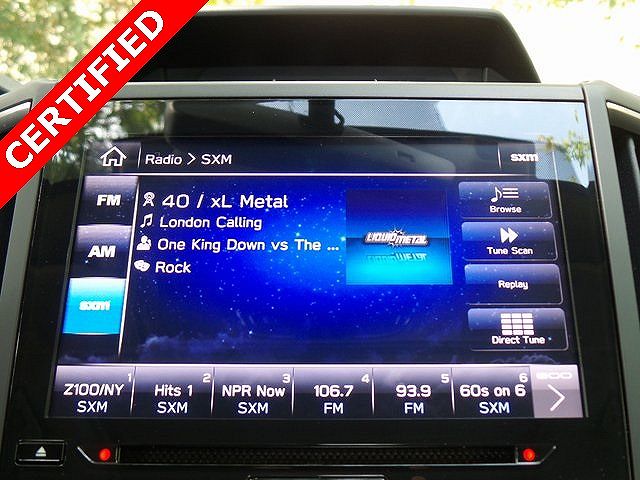 CERTIFIED
Radio > SXM
sxm
FM
AM
sxm
40 / xL Metal
London Calling
One King Down vs The ...
Rock
LIQUID METAL
Browse
Tune Scan
Replay
Direct Tune
1
Z100/NY
SXM
2
Hits 1
SXM
3
NPR Now
SXM
4
106.7
FM
5
93.9
FM
6
60s on 6
SXM